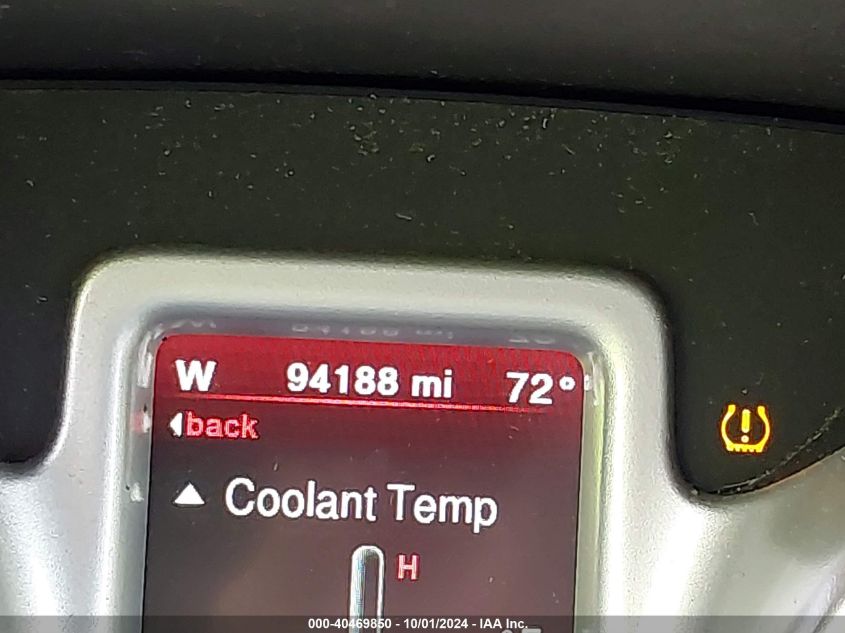 W 94188 mi 72°
back
Coolant Temp
H
000-40469850 - 10/01/2024 - IAA Inc.